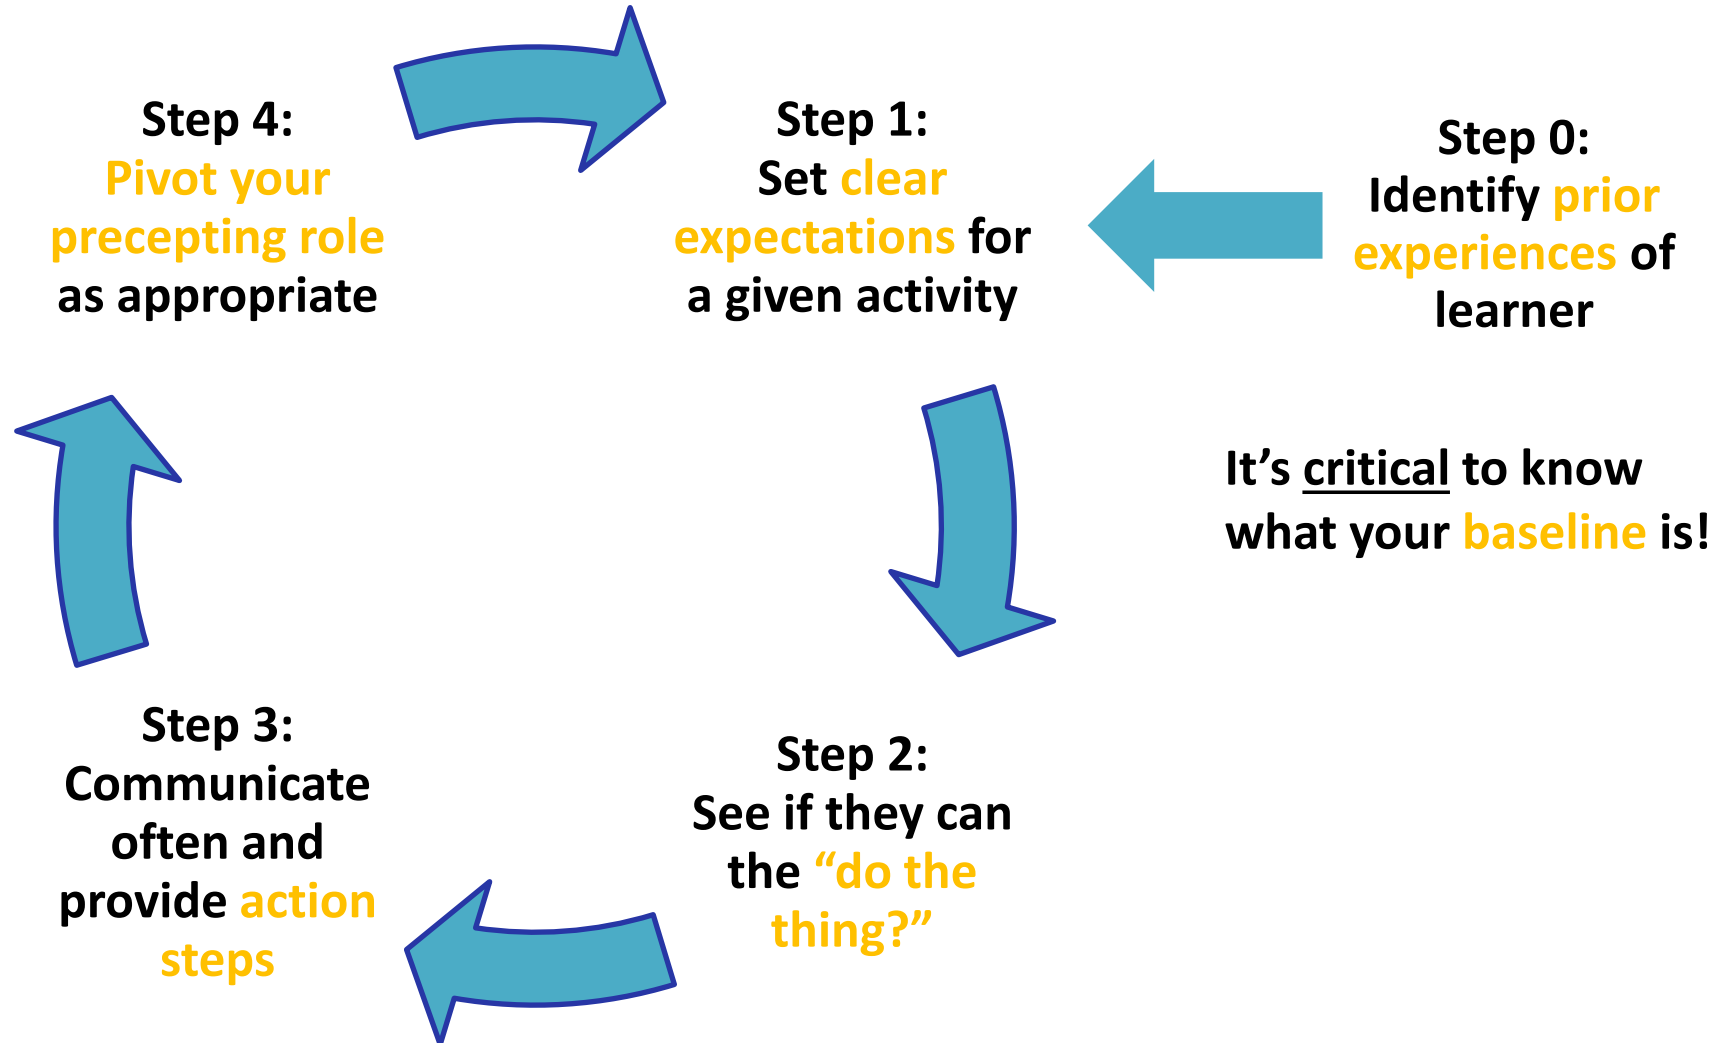 Step 4:
Pivot your
precepting role
as appropriate
Step 1:
Set clear
expectations for
a given activity
Step 0:
Identify prior
experiences of
learner
It’s critical to know
what your baseline is!
Step 3:
Communicate
often and
provide action
steps
Step 2:
See if they can
the “do the
thing?”